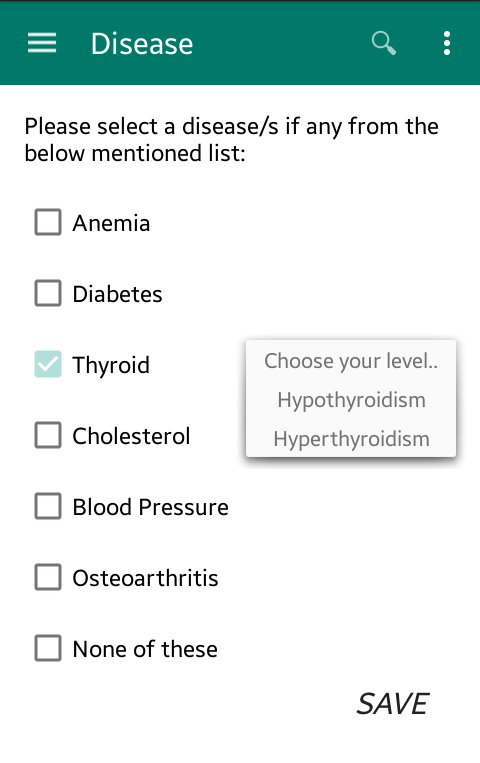 Disease
Please select a disease/s if any from the
below mentioned list:
Anemia
Diabetes
Thyroid
Choose your level..
Hypothyroidism
Hyperthyroidism
Cholesterol
Blood Pressure
Osteoarthritis
None of these
SAVE